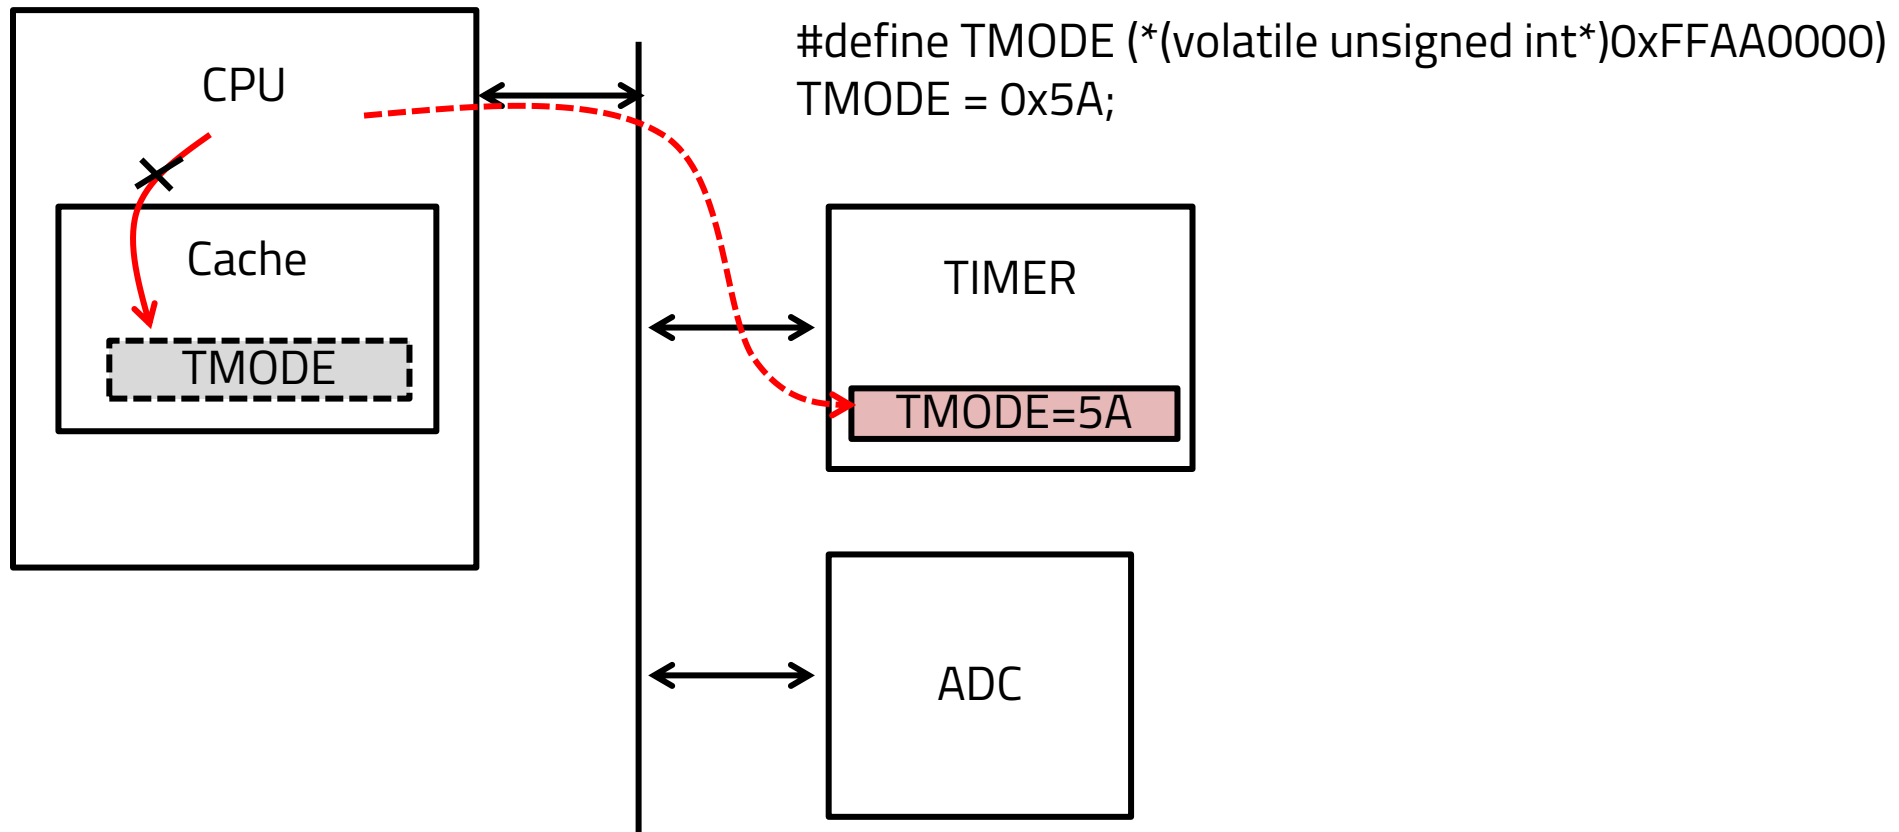 #define TMODE (*(volatile unsigned int*)0xFFAA0000)
TMODE = 0x5A;
CPU
Cache
TMODE
TIMER
TMODE=5A
ADC